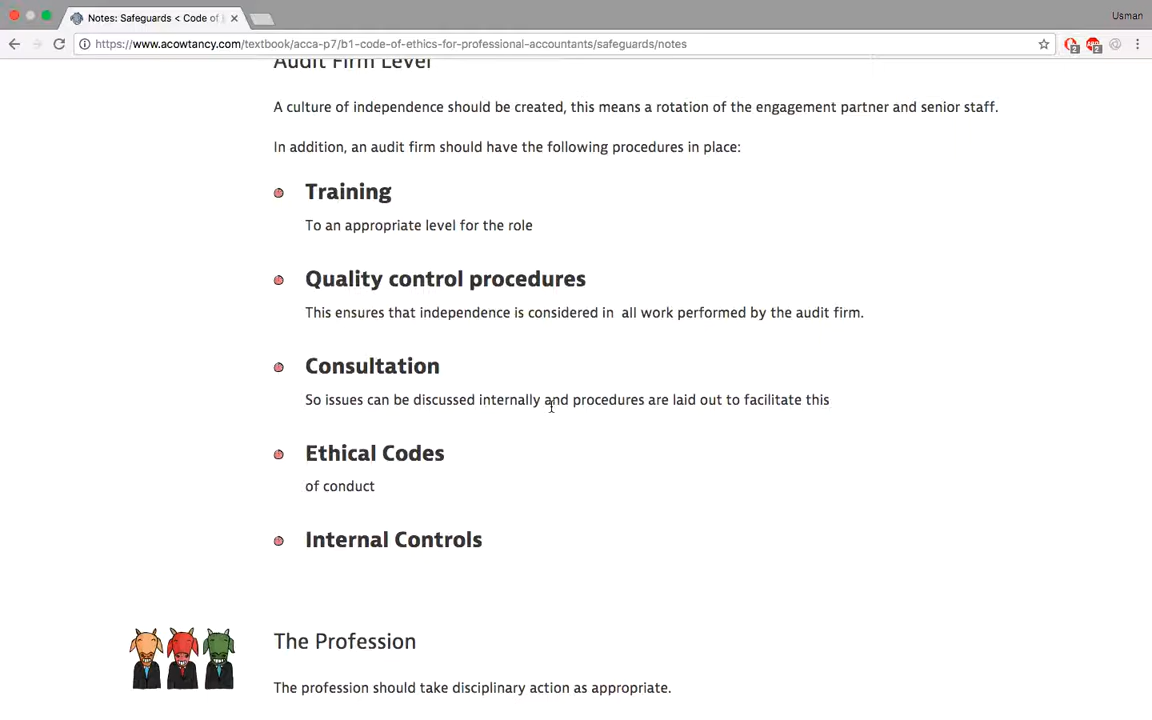 Notes: Safeguards < Code of
Usman
https://www.acowtancy.com/textbook/acca-p7/b1-code-of-ethics-for-professional-accountants/safeguards/notes
2
2
Audit Firm Level
A culture of independence should be created, this means a rotation of the engagement partner and senior staff.
In addition, an audit firm should have the following procedures in place:
Training
To an appropriate level for the role
Quality control procedures
This ensures that independence is considered in  all work performed by the audit firm.
Consultation
So issues can be discussed internally and procedures are laid out to facilitate this
Ethical Codes
of conduct
Internal Controls
The Profession
The profession should take disciplinary action as appropriate.